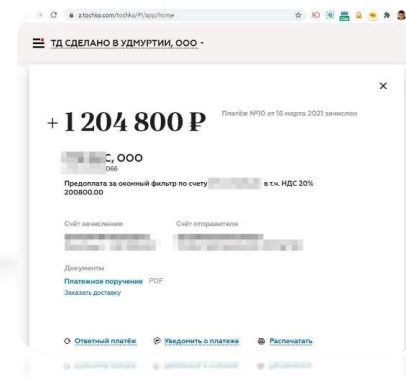 z.tochka.com/tochka/
/app/home
ТД СДЕЛАНО В УДМУРТИИ, ООО
+ 1 204 800 ₽
Платёж №10 от 16 марта 2021 зачислен
С, ООО
066
Предоплата за оконный фильтр по счету в т.ч. НДС 20%
200800.00
Счёт зачисления Счёт отправителя
Документы
Платежное поручение PDF
Заказать доставку
Ответный платёж Уведомить о платеже Распечатать